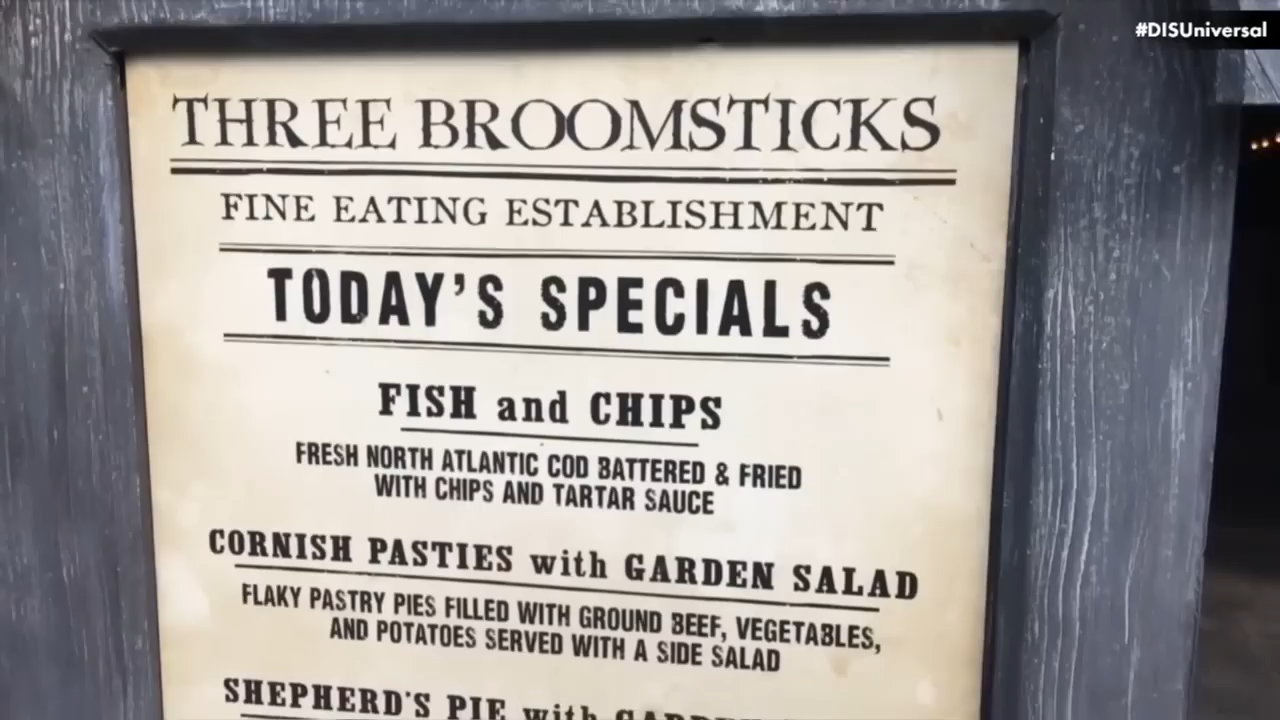 #DISUniversal
THREE BROOMSTICKS
FINE EATING ESTABLISHMENT
TODAY'S SPECIALS
FISH and CHIPS
FRESH NORTH ATLANTIC COD BATTERED & FRIED
WITH CHIPS AND TARTAR SAUCE
CORNISH PASTIES with GARDEN SALAD
FLAKY PASTRY PIES FILLED WITH GROUND BEEF, VEGETABLES,
AND POTATOES SERVED WITH A SIDE SALAD
SHEPHERD'S PIE with